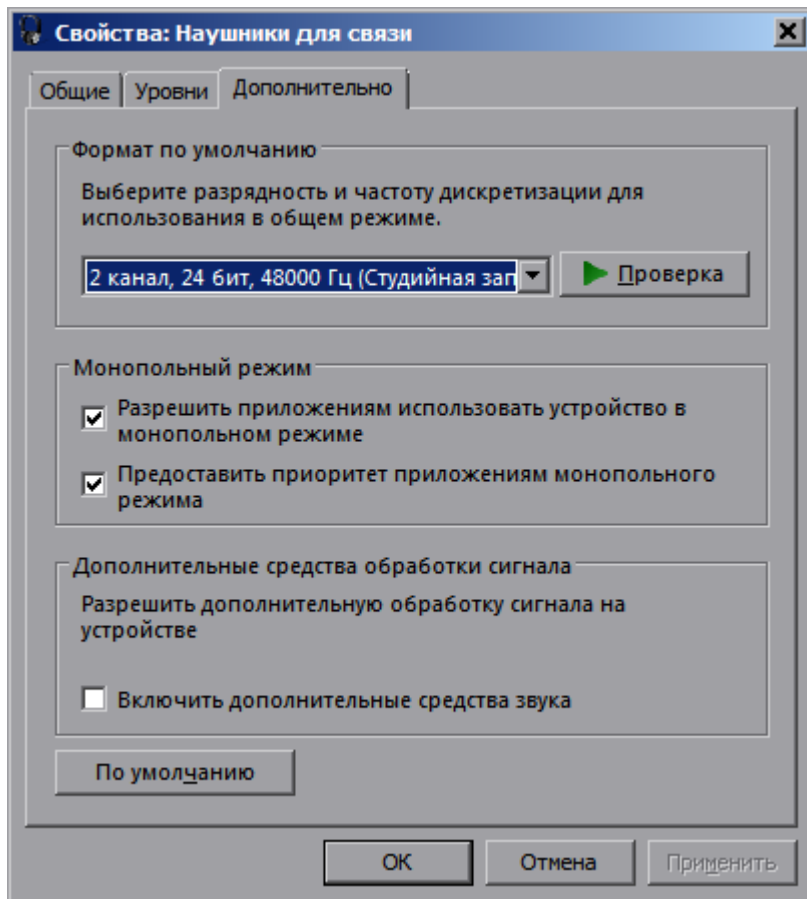 Свойства: Наушники для связи
Общие
Уровни
Дополнительно
Формат по умолчанию
Выберите разрядность и частоту дискретизации для
использования в общем режиме.
2 канал, 24 бит, 48000 Гц (Студийная зап
Проверка
Монопольный режим
Разрешить приложениям использовать устройство в
монопольном режиме
Предоставить приоритет приложениям монопольного
режима
Дополнительные средства обработки сигнала
Разрешить дополнительную обработку сигнала на
устройстве
Включить дополнительные средства звука
По умолчанию
ОК
Отмена
Применить